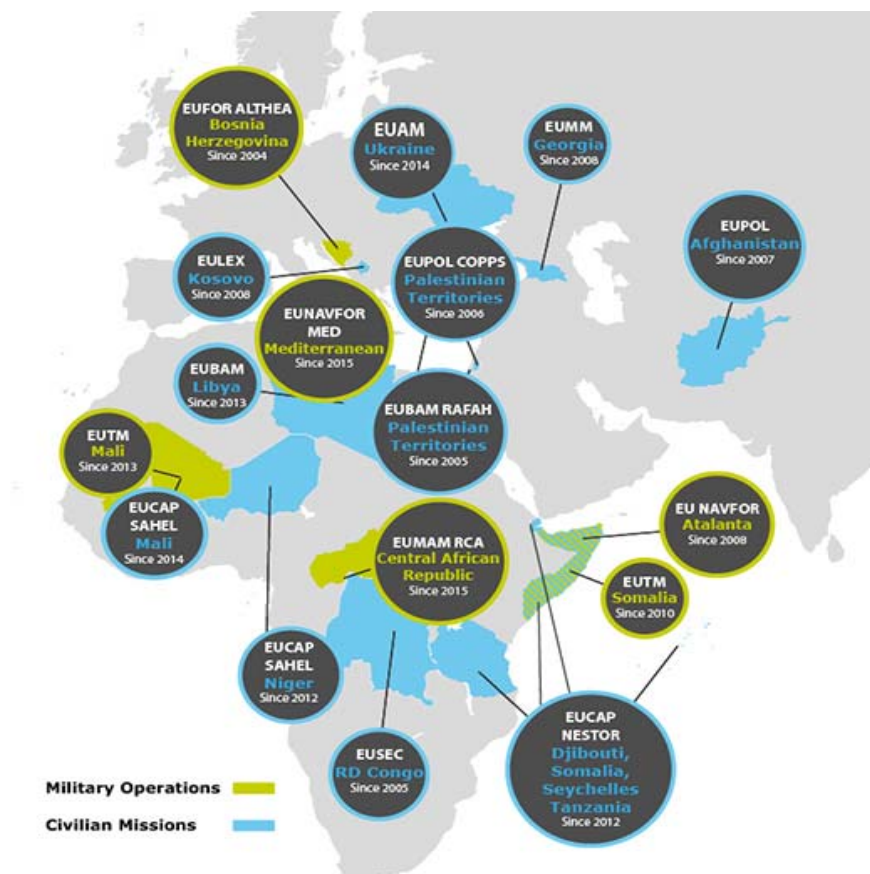 EUFOR ALTHEA
Bosnia
Herzegovina
Since 2004
EUAM
Ukraine
Since 2014
EUMM
Georgia
Since 2008
EULEX
Kosovo
Since 2008
EUPOL COPPS
Palestinian
Territories
Since 2006
EUPOL
Afghanistan
Since 2007
EUNAVFOR
MED
Mediterranean
Since 2015
EUBAM
Libya
Since 2013
EUBAM RAFAH
Palestinian
Territories
Since 2005
EUTM
Mali
Since 2013
EUCAP
SAHEL
Mali
Since 2014
EUMAM RCA
Central African
Republic
Since 2015
EU NAVFOR
Atalanta
Since 2008
EUTM
Somalia
Since 2010
EUCAP
SAHEL
Niger
Since 2012
EUSEC
RD Congo
Since 2005
EUCAP
NESTOR
Djibouti,
Somalia,
Seychelles
Tanzania
Since 2012
Military Operations
Civilian Missions